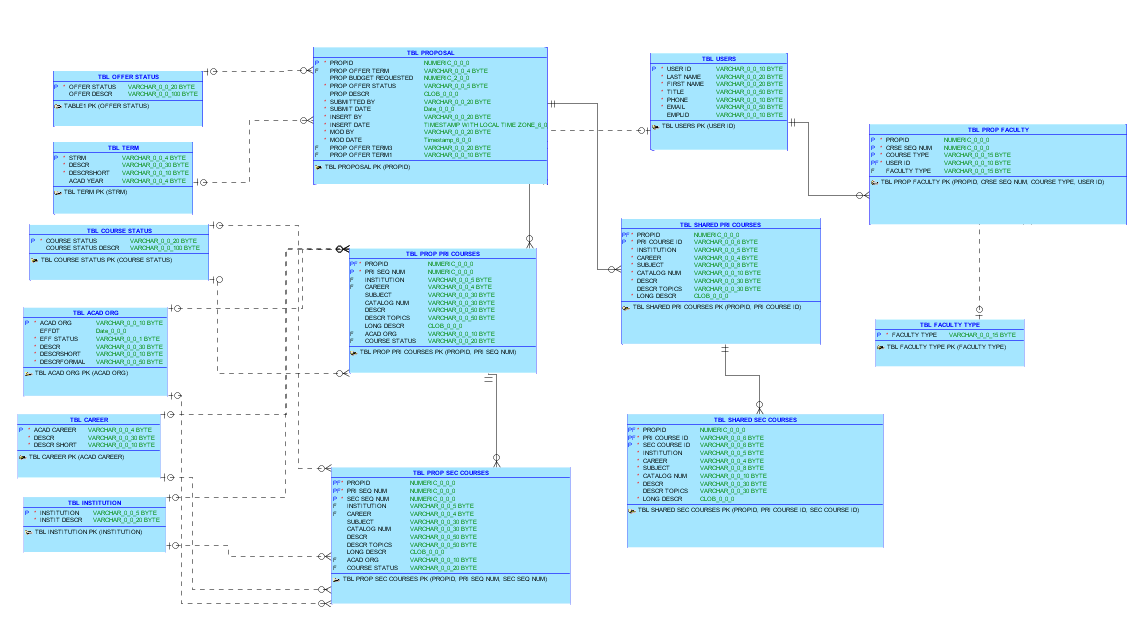 TBL OFFER STATUS
P * OFFER STATUS VARCHAR_0_0_20 BYTE
OFFER DESCR VARCHAR_0_0_100 BYTE
TABLE1 PK (OFFER STATUS)
TBL TERM
P * STRM VARCHAR_0_0_4 BYTE
* DESCR VARCHAR_0_0_30 BYTE
* DESCRSHORT VARCHAR_0_0_10 BYTE
ACAD YEAR VARCHAR_0_0_4 BYTE
TBL TERM PK (STRM)
TBL COURSE STATUS
P * COURSE STATUS VARCHAR_0_0_20 BYTE
COURSE STATUS DESCR VARCHAR_0_0_100 BYTE
TBL COURSE STATUS PK (COURSE STATUS)
TBL ACAD ORG
P * ACAD ORG VARCHAR_0_0_10 BYTE
EFFDT Date_0_0_0
* EFF STATUS VARCHAR_0_0_1 BYTE
* DESCR VARCHAR_0_0_30 BYTE
* DESCRSHORT VARCHAR_0_0_10 BYTE
* DESCRFORMAL VARCHAR_0_0_50 BYTE
TBL ACAD ORG PK (ACAD ORG)
TBL CAREER
P * ACAD CAREER VARCHAR_0_0_4 BYTE
* DESCR VARCHAR_0_0_30 BYTE
* DESCR SHORT VARCHAR_0_0_10 BYTE
TBL CAREER PK (ACAD CAREER)
TBL INSTITUTION
P * INSTITUTION VARCHAR_0_0_5 BYTE
* INSTIT DESCR VARCHAR_0_0_20 BYTE
TBL INSTITUTION PK (INSTITUTION)
TBL PROPOSAL
P * PROPID NUMERIC_0_0_0
F PROP OFFER TERM VARCHAR_0_0_4 BYTE
PROP BUDGET REQUESTED NUMERIC_2_0_0
* PROP OFFER STATUS VARCHAR_0_0_5 BYTE
PROP DESCR CLOB_0_0_0
* SUBMITTED BY VARCHAR_0_0_20 BYTE
* SUBMIT DATE Date_0_0_0
* INSERT BY VARCHAR_0_0_20 BYTE
* INSERT DATE TIMESTAMP WITH LOCAL TIME ZONE_6_0
* MOD BY VARCHAR_0_0_20 BYTE
* MOD DATE Timestamp_6_0_0
F PROP OFFER TERM3 VARCHAR_0_0_20 BYTE
F PROP OFFER TERM1 VARCHAR_0_0_10 BYTE
TBL PROPOSAL PK (PROPID)
TBL PROP PRI COURSES
PF * PROPID NUMERIC_0_0_0
P * PRI SEQ NUM NUMERIC_0_0_0
F INSTITUTION VARCHAR_0_0_5 BYTE
F CAREER VARCHAR_0_0_4 BYTE
SUBJECT VARCHAR_0_0_30 BYTE
CATALOG NUM VARCHAR_0_0_30 BYTE
DESCR VARCHAR_0_0_50 BYTE
DESCR TOPICS VARCHAR_0_0_50 BYTE
LONG DESCR CLOB_0_0_0
F ACAD ORG VARCHAR_0_0_10 BYTE
F COURSE STATUS VARCHAR_0_0_20 BYTE
TBL PROP PRI COURSES PK (PROPID, PRI SEQ NUM)
TBL PROP SEC COURSES
PF * PROPID NUMERIC_0_0_0
PF * PRI SEQ NUM NUMERIC_0_0_0
P * SEC SEQ NUM NUMERIC_0_0_0
F INSTITUTION VARCHAR_0_0_5 BYTE
F CAREER VARCHAR_0_0_4 BYTE
SUBJECT VARCHAR_0_0_30 BYTE
CATALOG NUM VARCHAR_0_0_30 BYTE
DESCR VARCHAR_0_0_50 BYTE
DESCR TOPICS VARCHAR_0_0_50 BYTE
LONG DESCR CLOB_0_0_0
F ACAD ORG VARCHAR_0_0_10 BYTE
F COURSE STATUS VARCHAR_0_0_20 BYTE
TBL PROP SEC COURSES PK (PROPID, PRI SEQ NUM, SEC SEQ NUM)
TBL USERS
P * USER ID VARCHAR_0_0_10 BYTE
* LAST NAME VARCHAR_0_0_20 BYTE
* FIRST NAME VARCHAR_0_0_20 BYTE
* TITLE VARCHAR_0_0_50 BYTE
* PHONE VARCHAR_0_0_10 BYTE
* EMAIL VARCHAR_0_0_50 BYTE
EMPLID VARCHAR_0_0_10 BYTE
TBL USERS PK (USER ID)
TBL SHARED PRI COURSES
PF * PROPID NUMERIC_0_0_0
P * PRI COURSE ID VARCHAR_0_0_6 BYTE
* INSTITUTION VARCHAR_0_0_5 BYTE
* CAREER VARCHAR_0_0_4 BYTE
* SUBJECT VARCHAR_0_0_8 BYTE
* CATALOG NUM VARCHAR_0_0_10 BYTE
* DESCR VARCHAR_0_0_30 BYTE
DESCR TOPICS VARCHAR_0_0_30 BYTE
* LONG DESCR CLOB_0_0_0
TBL SHARED PRI COURSES PK (PROPID, PRI COURSE ID)
TBL SHARED SEC COURSES
PF * PROPID NUMERIC_0_0_0
PF * PRI COURSE ID VARCHAR_0_0_6 BYTE
P * SEC COURSE ID VARCHAR_0_0_6 BYTE
* INSTITUTION VARCHAR_0_0_5 BYTE
* CAREER VARCHAR_0_0_4 BYTE
* SUBJECT VARCHAR_0_0_8 BYTE
* CATALOG NUM VARCHAR_0_0_10 BYTE
* DESCR VARCHAR_0_0_30 BYTE
DESCR TOPICS VARCHAR_0_0_30 BYTE
* LONG DESCR CLOB_0_0_0
TBL SHARED SEC COURSES PK (PROPID, PRI COURSE ID, SEC COURSE ID)
TBL PROP FACULTY
P * PROPID NUMERIC_0_0_0
P * CRSE SEQ NUM NUMERIC_0_0_0
P * COURSE TYPE VARCHAR_0_0_15 BYTE
PF * USER ID VARCHAR_0_0_10 BYTE
F FACULTY TYPE VARCHAR_0_0_15 BYTE
TBL PROP FACULTY PK (PROPID, CRSE SEQ NUM, COURSE TYPE, USER ID)
TBL FACULTY TYPE
P * FACULTY TYPE VARCHAR_0_0_15 BYTE
TBL FACULTY TYPE PK (FACULTY TYPE)